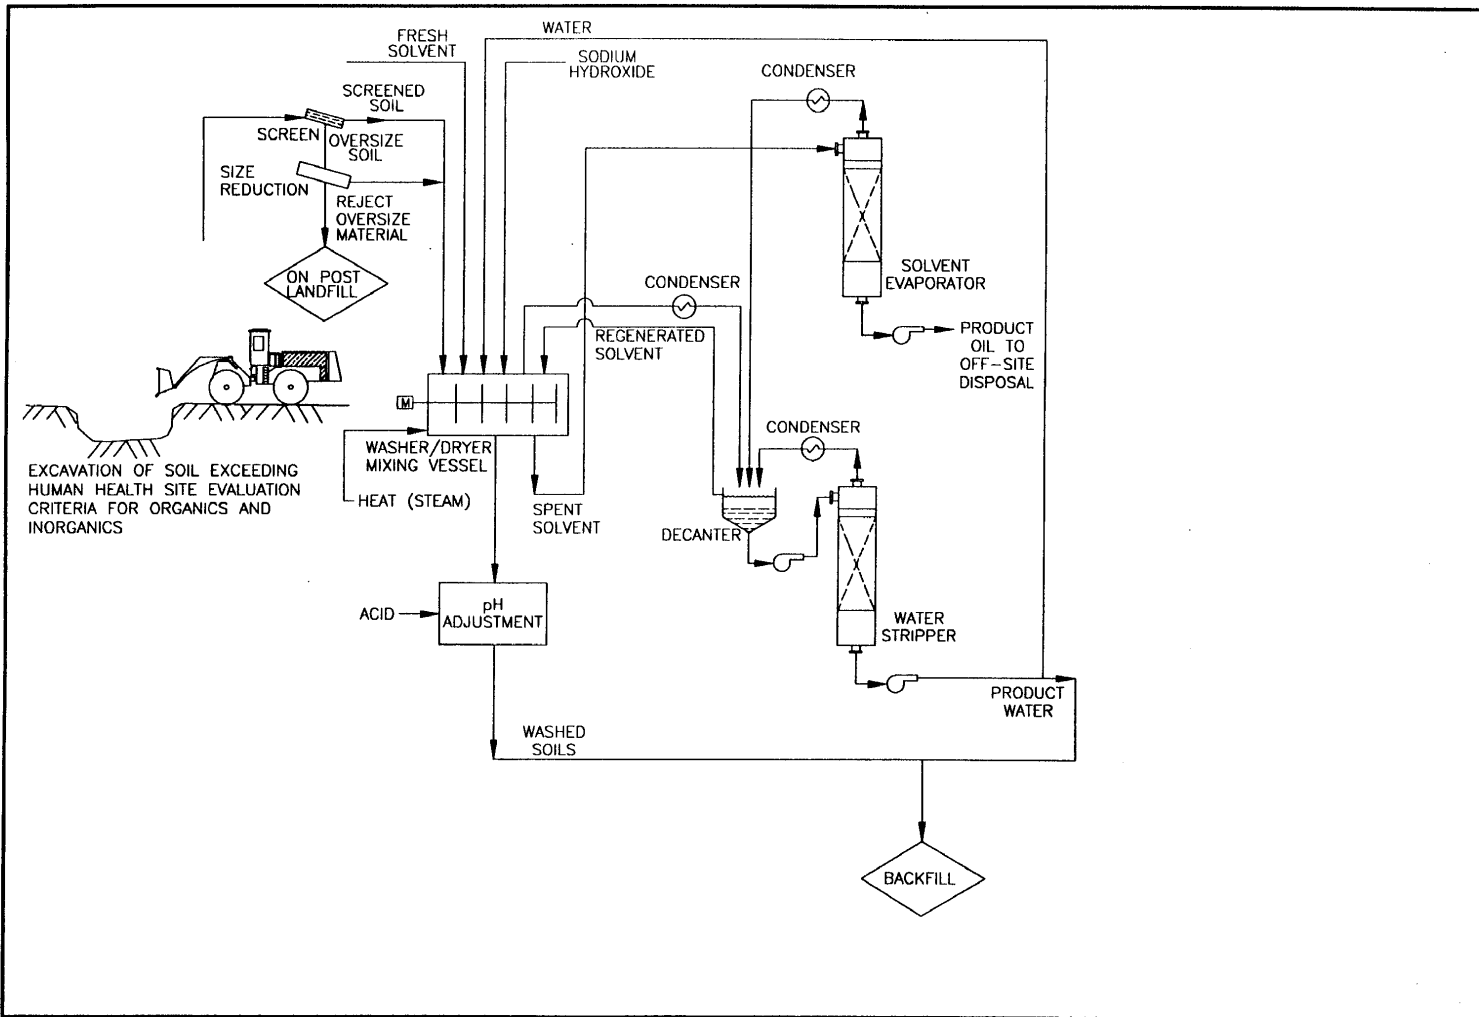 WATER
FRESH
SOLVENT
SODIUM
HYDROXIDE
CONDENSER
SCREENED
SOIL
SCREEN
OVERSIZE
SOIL
SIZE
REDUCTION
REJECT
OVERSIZE
MATERIAL
ON POST
LANDFILL
SOLVENT
EVAPORATOR
CONDENSER
REGENERATED
SOLVENT
PRODUCT
OIL TO
OFF-SITE
DISPOSAL
M
WASHER/DRYER
MIXING VESSEL
CONDENSER
EXCAVATION OF SOIL EXCEEDING
HUMAN HEALTH SITE EVALUATION
CRITERIA FOR ORGANICS AND
INORGANICS
HEAT (STEAM)
SPENT
SOLVENT
DECANTER
ACID
pH
ADJUSTMENT
WATER
STRIPPER
PRODUCT
WATER
WASHED
SOILS
BACKFILL